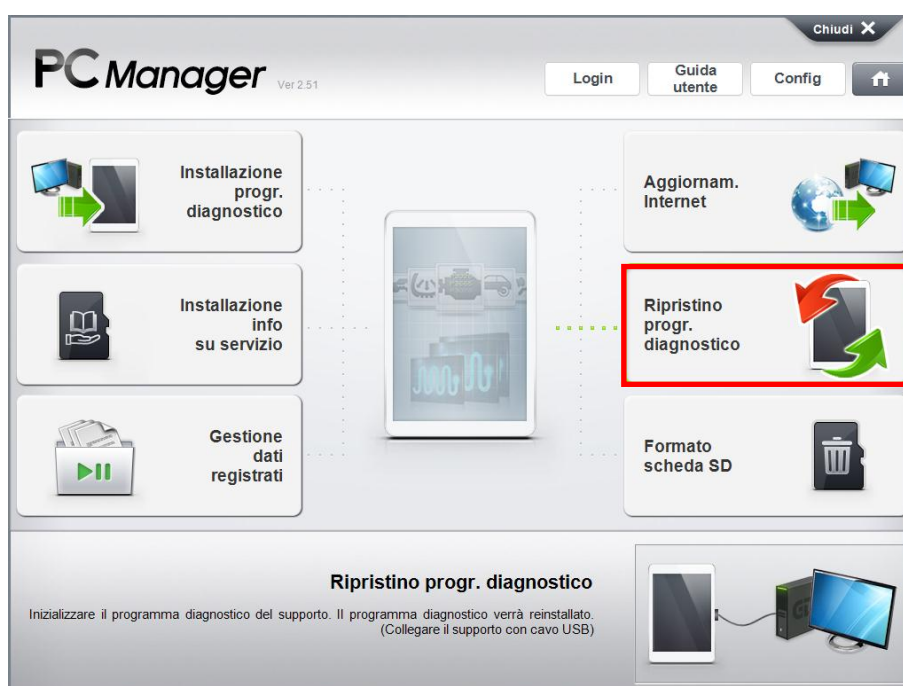 Chiudi X
PC Manager Ver 2.51
Login
Guida
utente
Config
Installazione
progr.
diagnostico
Aggiornam.
Internet
Installazione
info
su servizio
Ripristino
progr.
diagnostico
Gestione
dati
registrati
Formato
scheda SD
Ripristino progr. diagnostico
Inizializzare il programma diagnostico del supporto. Il programma diagnostico verrà reinstallato.
(Collegare il supporto con cavo USB)